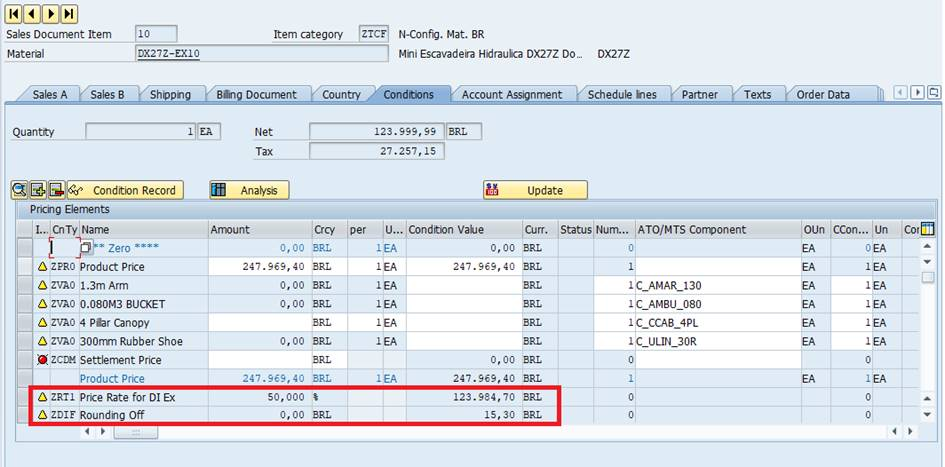 Sales Document Item 10 Item category ZTCF N-Config. Mat. BR
Material DX27Z-EX10 Mini Escavadeira Hidraulica DX27Z Do... DX27Z
Sales A Sales B Shipping Billing Document Country Conditions Account Assignment Schedule lines Partner Texts Order Data
Quantity 1 EA Net 123.999,99 BRL
Tax 27.257,15
Condition Record Analysis Update
Pricing Elements
I... CnTy Name Amount Crcy per U... Condition Value Curr. Status Num... ATO/MTS Component OUn CCon... Un Cor
** Zero **** 0,00 BRL 1 EA 0,00 BRL 0 EA 0 EA
ZPR0 Product Price 247.969,40 BRL 1 EA 247.969,40 BRL 1 EA 1 EA
ZVA0 1.3m Arm 0,00 BRL 1 EA 0,00 BRL 1 C_AMAR_130 EA 1 EA
ZVA0 0.080M3 BUCKET 0,00 BRL 1 EA 0,00 BRL 1 C_AMBU_080 EA 1 EA
ZVA0 4 Pillar Canopy BRL 1 EA BRL 1 C_CCAB_4PL EA 1 EA
ZVA0 300mm Rubber Shoe 0,00 BRL 1 EA 0,00 BRL 1 C_ULIN_30R EA 1 EA
ZCDM Settlement Price BRL 0,00 BRL 0 0
Product Price 247.969,40 BRL 1 EA 247.969,40 BRL 1 EA 1 EA
ZRT1 Price Rate for DI Ex 50,000 % 123.984,70 BRL 0 0
ZDIF Rounding Off 0,00 BRL 15,30 BRL 0 0